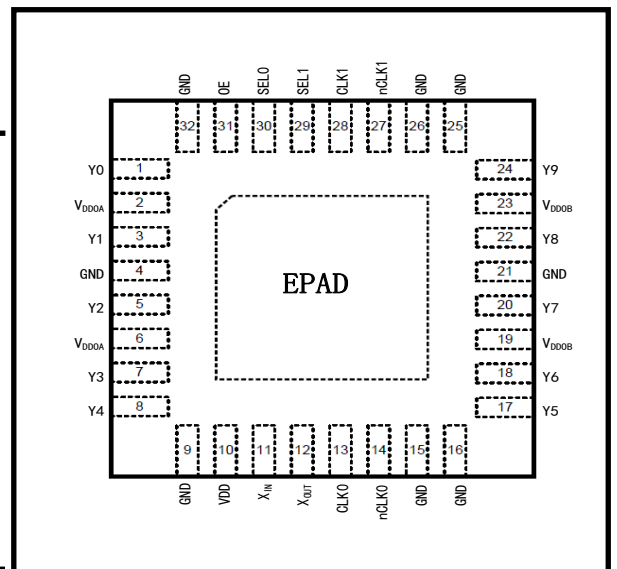 GND OE SEL0 SEL1 CLK1 nCLK1 GND GND
32 31 30 29 28 27 26 25
Y0 1 24 Y9
VDDOA 2 23 VDDOB
Y1 3 22 Y8
GND 4 21 GND
EPAD
Y2 5 20 Y7
VDDOA 6 19 VDDOB
Y3 7 18 Y6
Y4 8 17 Y5
9 10 11 12 13 14 15 16
GND VDD XIN XOUT CLK0 nCLK0 GND GND